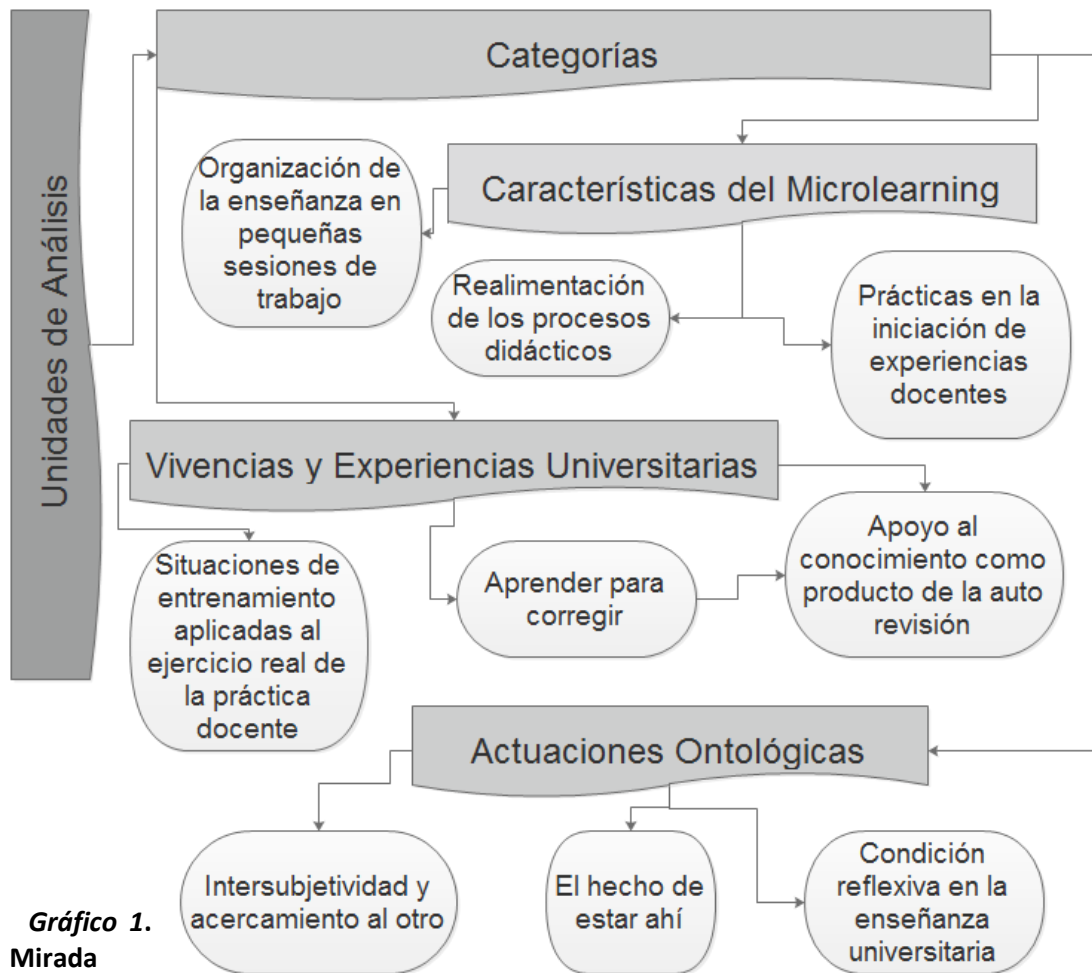 Unidades de Análisis
Categorías
Características del Microlearning
Organización de
la enseñanza en
pequeñas
sesiones de
trabajo
Realimentación
de los procesos
didácticos
Prácticas en la
iniciación de
experiencias
docentes
Vivencias y Experiencias Universitarias
Situaciones de
entrenamiento
aplicadas al
ejercicio real de
la práctica
docente
Aprender para
corregir
Apoyo al
conocimiento como
producto de la auto
revisión
Actuaciones Ontológicas
Intersubjetividad y
acercamiento al otro
El hecho de
estar ahí
Condición
reflexiva en la
enseñanza
universitaria
Gráfico 1.
Mirada